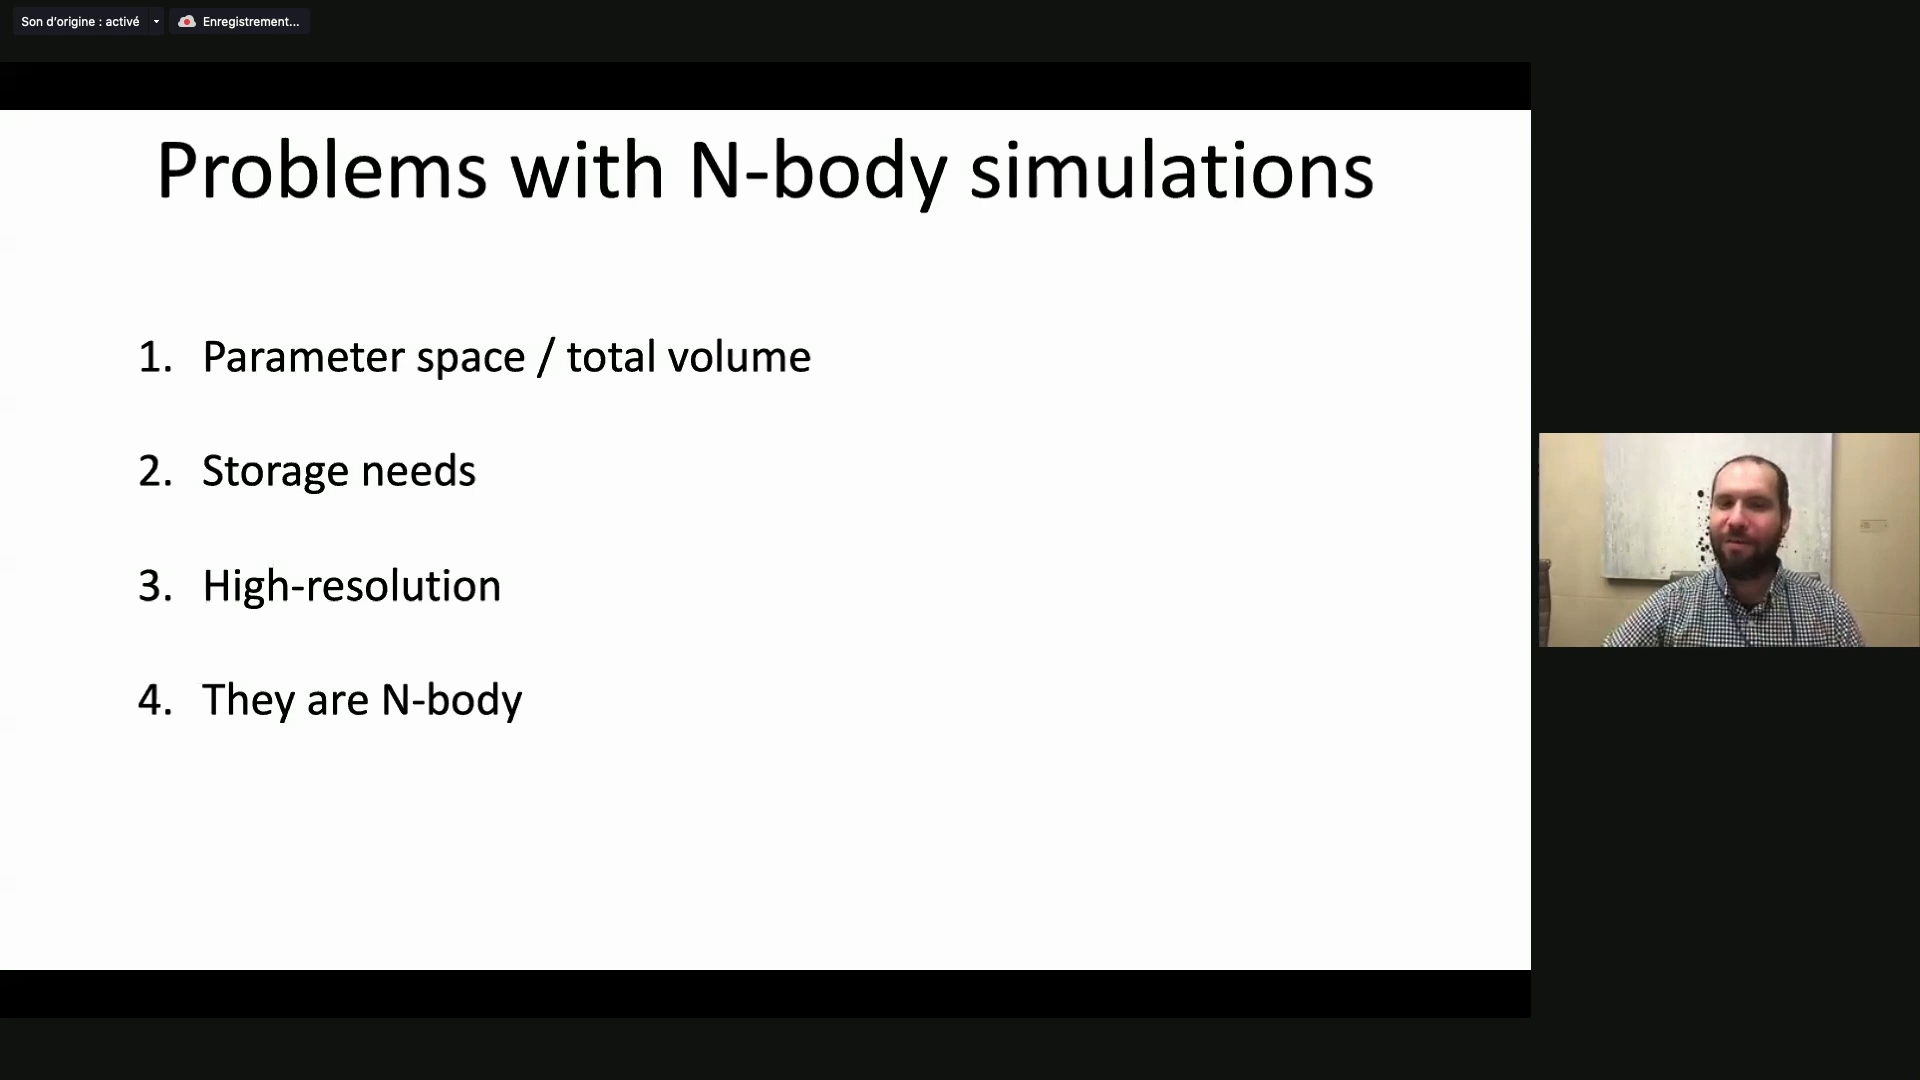 Son d’origine : activé
Enregistrement...
Problems with N-body simulations
1. Parameter space / total volume
2. Storage needs
3. High-resolution
4. They are N-body